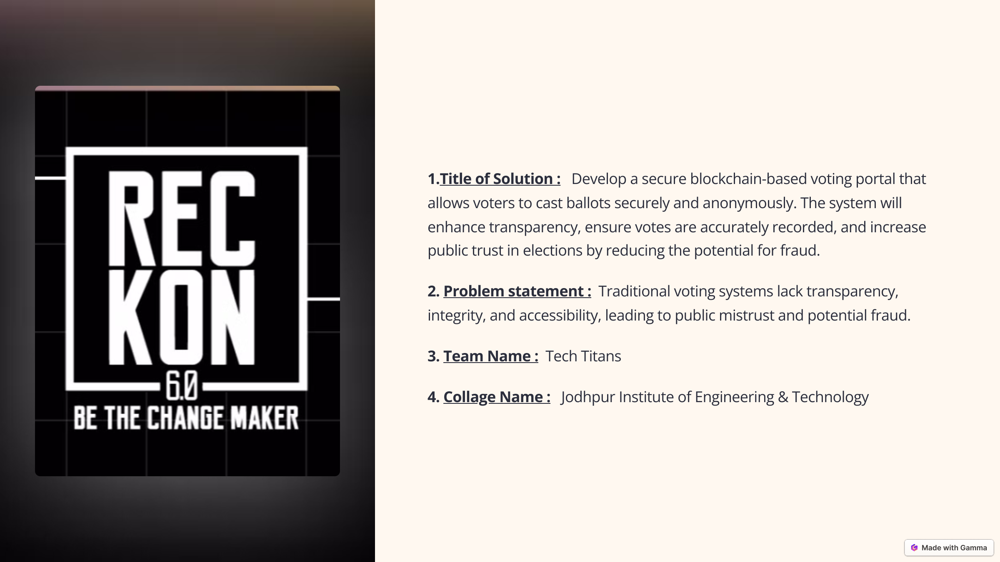 REC
KON
6.0
BE THE CHANGE MAKER
1.Title of Solution : Develop a secure blockchain-based voting portal that
allows voters to cast ballots securely and anonymously. The system will
enhance transparency, ensure votes are accurately recorded, and increase
public trust in elections by reducing the potential for fraud.
2. Problem statement : Traditional voting systems lack transparency,
integrity, and accessibility, leading to public mistrust and potential fraud.
3. Team Name : Tech Titans
4. Collage Name : Jodhpur Institute of Engineering & Technology
Made with Gamma